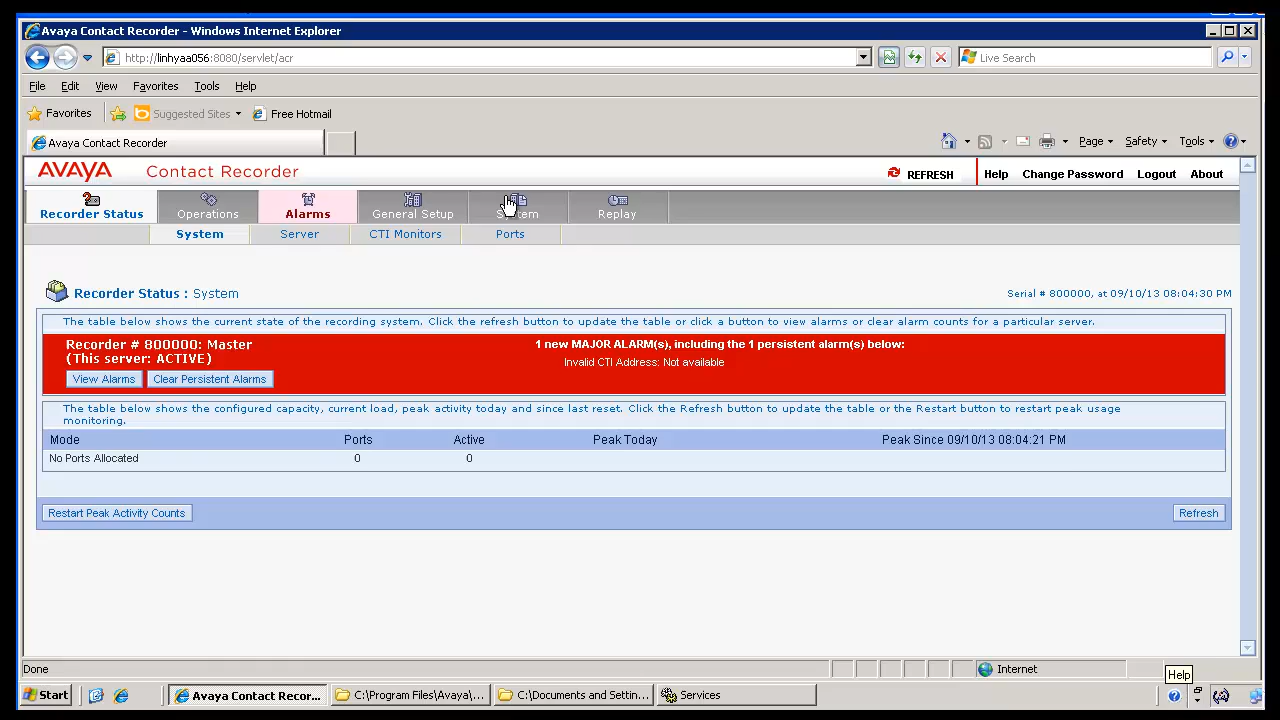 Avaya Contact Recorder - Windows Internet Explorer
http://linhyaa056:8080/servlet/acr
Live Search
File Edit View Favorites Tools Help
Favorites Suggested Sites Free Hotmail
Avaya Contact Recorder
Page Safety Tools
AVAYA Contact Recorder
REFRESH Help Change Password Logout About
Recorder Status Operations Alarms General Setup System Replay
System Server CTI Monitors Ports
Recorder Status : System
Serial # 800000, at 09/10/13 08:04:30 PM
The table below shows the current state of the recording system. Click the refresh button to update the table or click a button to view alarms or clear alarm counts for a particular server.
Recorder # 800000: Master
(This server: ACTIVE)
1 new MAJOR ALARM(s), including the 1 persistent alarm(s) below:
Invalid CTI Address: Not available
View Alarms Clear Persistent Alarms
The table below shows the configured capacity, current load, peak activity today and since last reset. Click the Refresh button to update the table or the Restart button to restart peak usage
monitoring.
Mode Ports Active Peak Today Peak Since 09/10/13 08:04:21 PM
No Ports Allocated 0 0
Restart Peak Activity Counts Refresh
Done Internet
Help
Start Avaya Contact Recor... C:\Program Files\Avaya\... C:\Documents and Settin... Services